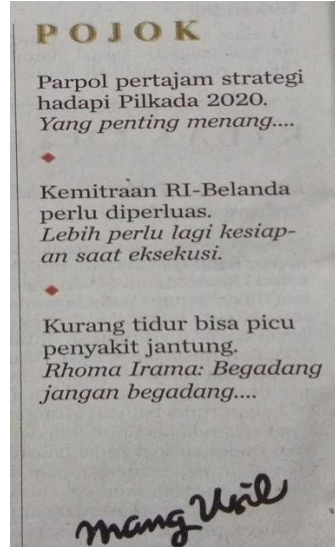 POJOK
Parpol pertajam strategi
hadapi Pilkada 2020.
Yang penting menang....
Kemitraan RI-Belanda
perlu diperluas.
Lebih perlu lagi kesiap-
an saat eksekusi.
Kurang tidur bisa picu
penyakit jantung.
Rhoma Irama: Begadang
jangan begadang....
mang Usil